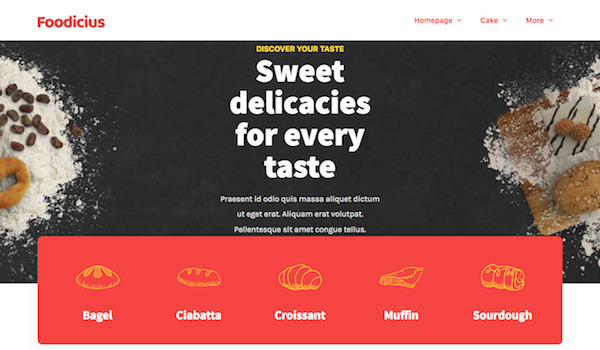 Foodicius
Homepage
Cake
More
DISCOVER YOUR TASTE
Sweet
delicacies
for every
taste
Praesent id odio quis massa aliquet dictum
ut eget erat. Aliquam erat volutpat.
Pellentesque sit amet congue tellus.
Bagel
Ciabatta
Croissant
Muffin
Sourdough